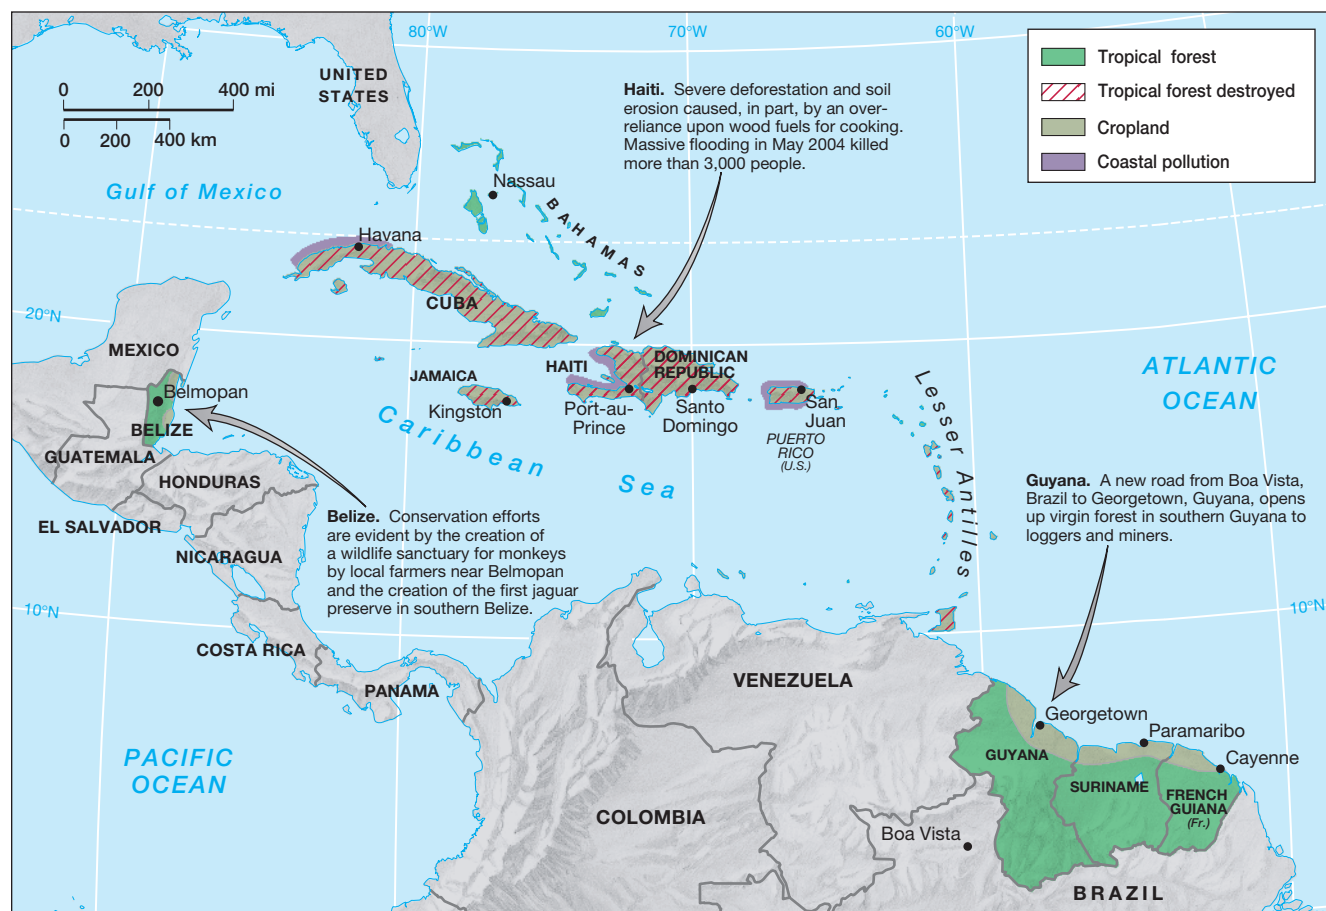 80°W
70°W
60°W
UNITED
STATES
0 200 400 mi
0 200 400 km
Tropical forest
Tropical forest destroyed
Cropland
Coastal pollution
Haiti. Severe deforestation and soil
erosion caused, in part, by an over-
reliance upon wood fuels for cooking.
Massive flooding in May 2004 killed
more than 3,000 people.
Gulf of Mexico
Nassau
BAHAMAS
Havana
CUBA
20°N
MEXICO
HAITI
DOMINICAN
REPUBLIC
JAMAICA
Kingston
Port-au-
Prince
Santo
Domingo
San
Juan
PUERTO
RICO
(U.S.)
ATLANTIC
OCEAN
Lesser Antilles
Caribbean Sea
Belmopan
BELIZE
GUATEMALA
HONDURAS
EL SALVADOR
NICARAGUA
Belize. Conservation efforts
are evident by the creation of
a wildlife sanctuary for monkeys
by local farmers near Belmopan
and the creation of the first jaguar
preserve in southern Belize.
Guyana. A new road from Boa Vista,
Brazil to Georgetown, Guyana, opens
up virgin forest in southern Guyana to
loggers and miners.
10°N
10°N
COSTA RICA
PANAMA
VENEZUELA
Georgetown
Paramaribo
Cayenne
GUYANA
SURINAME
FRENCH
GUIANA
(Fr.)
PACIFIC
OCEAN
COLOMBIA
Boa Vista
BRAZIL